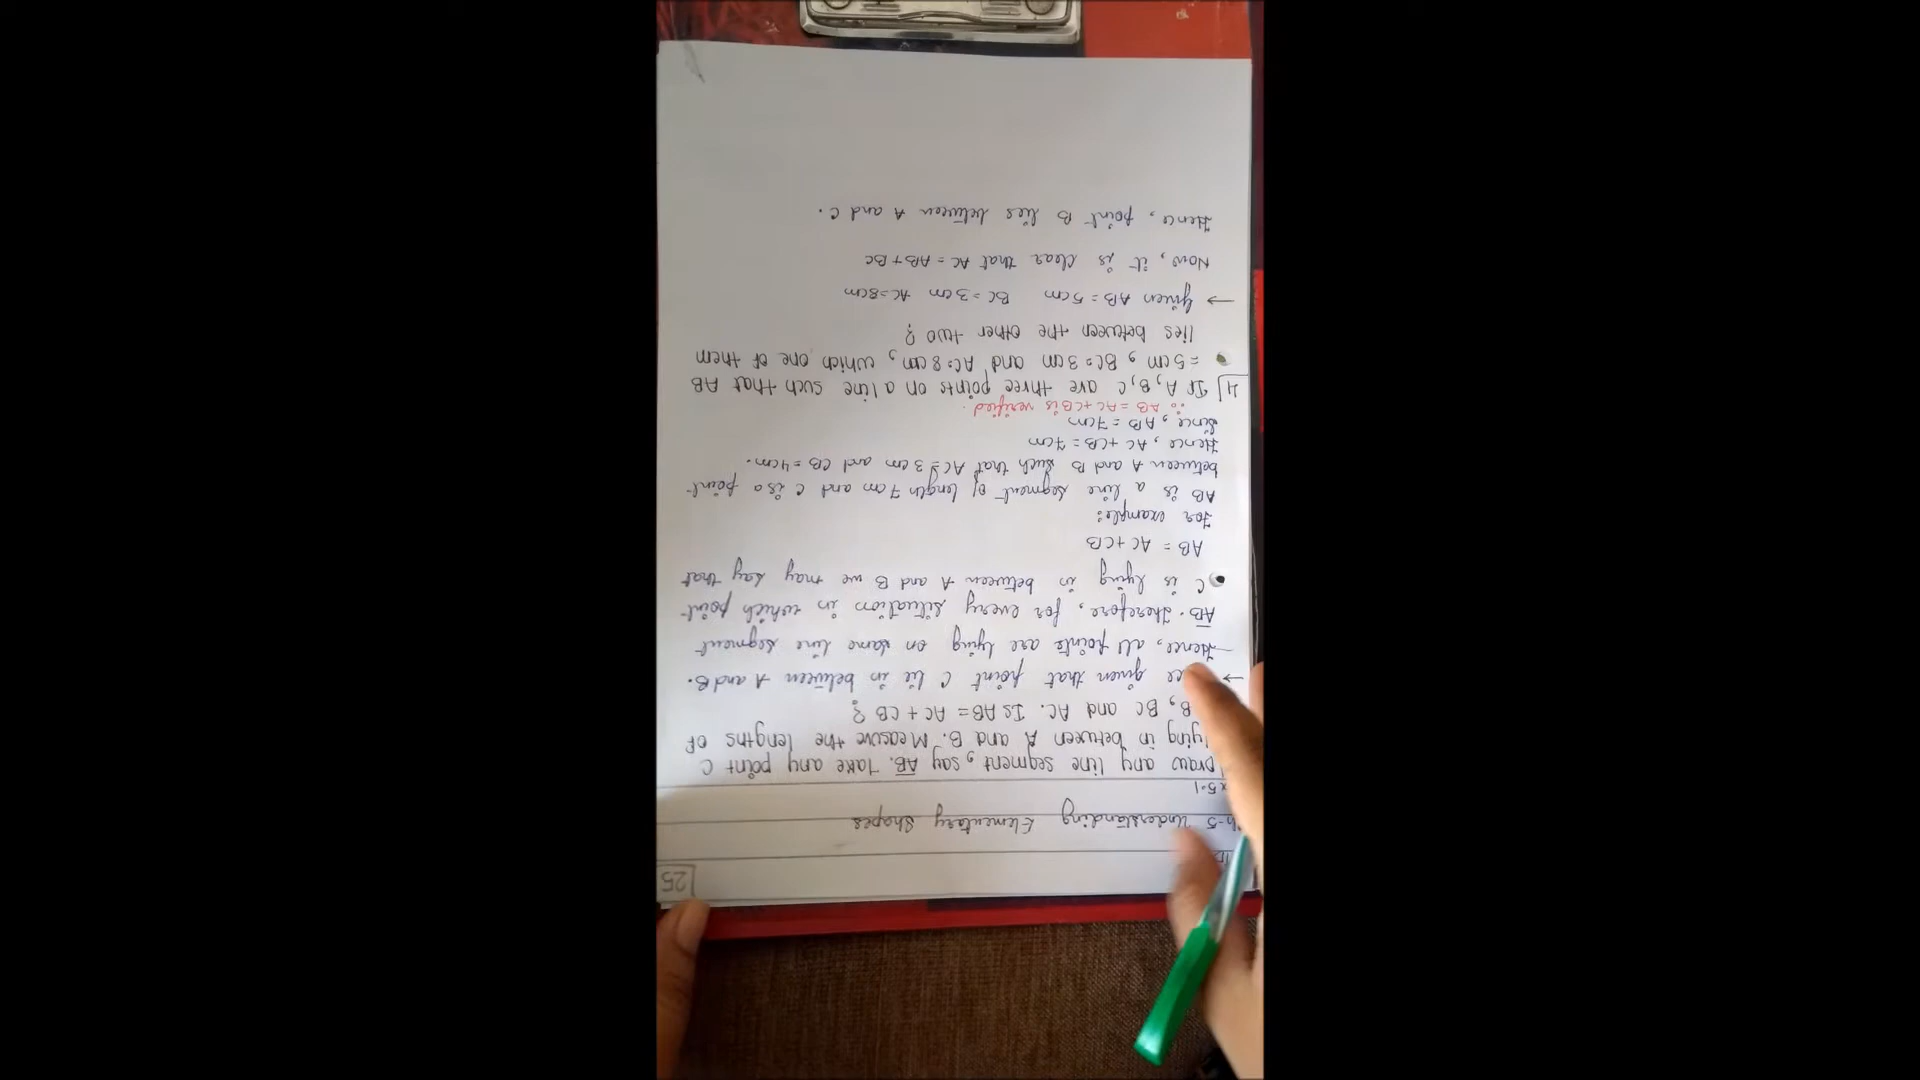 25
Ch-5 Understanding Elementary Shapes
x 5.1
Draw any line segment, say AB. Take any point C
lying in between A and B. Measure the lengths of
B, BC and AC. Is AB = AC + CB ?
→ given that point C lie in between A and B.
Hence, all points are lying on same line segment
AB. Therefore, for every situation in which point
C is lying in between A and B we may say that
AB = AC + CB
For example:
AB is a line segment of length 7cm and C is a point
between A and B such that AC = 3cm and CB = 4cm.
Hence, AC + CB = 7cm
Since, AB = 7cm
∴ AB = AC + CB is verified.
4] If A, B, C are three points on a line such that AB
= 5cm, BC = 3cm and AC = 8cm, which one of them
lies between the other two ?
→ given AB = 5cm BC = 3cm AC = 8cm
Now, it is clear that AC = AB + BC
Hence, point B lies between A and C.